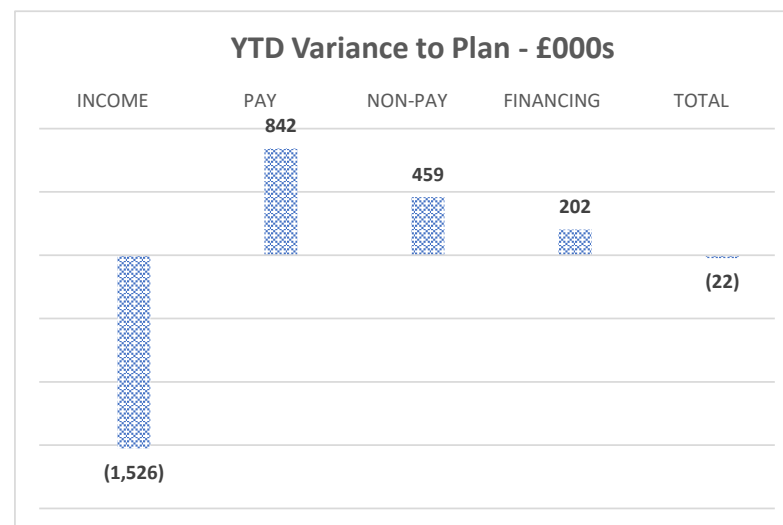 YTD Variance to Plan - £000s
INCOME PAY NON-PAY FINANCING TOTAL
842
459
202
(22)
(1,526)